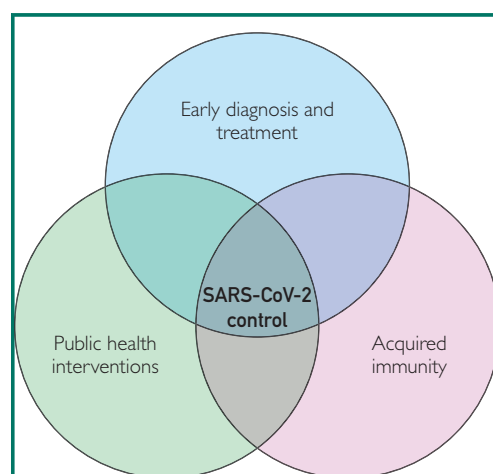 Early diagnosis and
treatment
SARS-CoV-2
control
Public health
interventions
Acquired
immunity